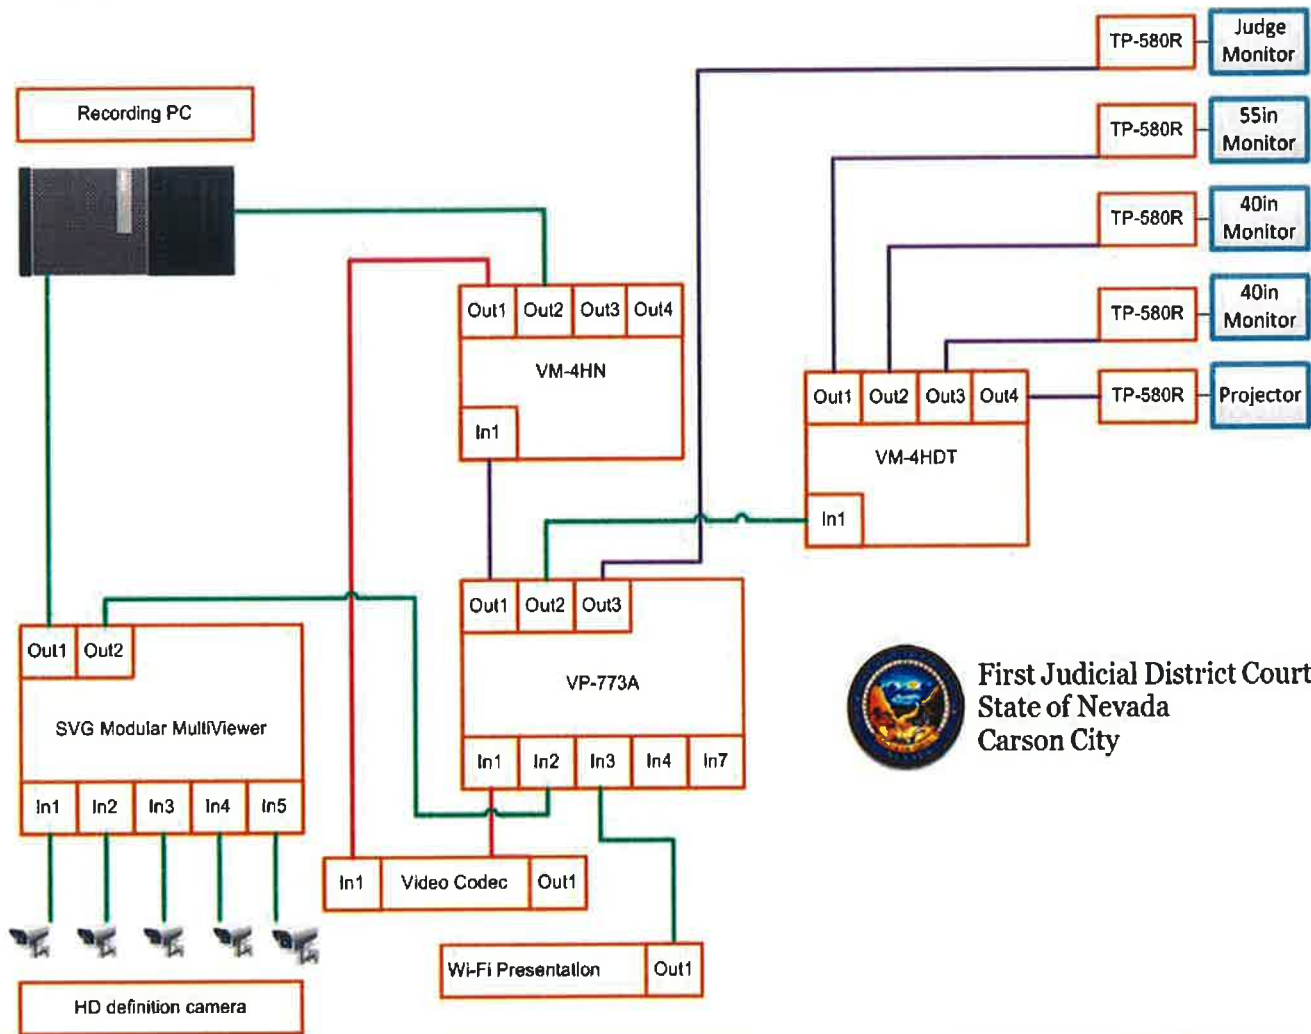 TP-580R
Judge
Monitor
Recording PC
TP-580R
55in
Monitor
TP-580R
40in
Monitor
TP-580R
40in
Monitor
Out1
Out2
Out3
Out4
VM-4HN
In1
Out1
Out2
Out3
Out4
TP-580R
Projector
VM-4HDT
In1
Out1
Out2
Out3
VP-773A
In1
In2
In3
In4
In7
Out1
Out2
SVG Modular MultiViewer
In1
In2
In3
In4
In5
First Judicial District Court
State of Nevada
Carson City
In1
Video Codec
Out1
Wi-Fi Presentation
Out1
HD definition camera